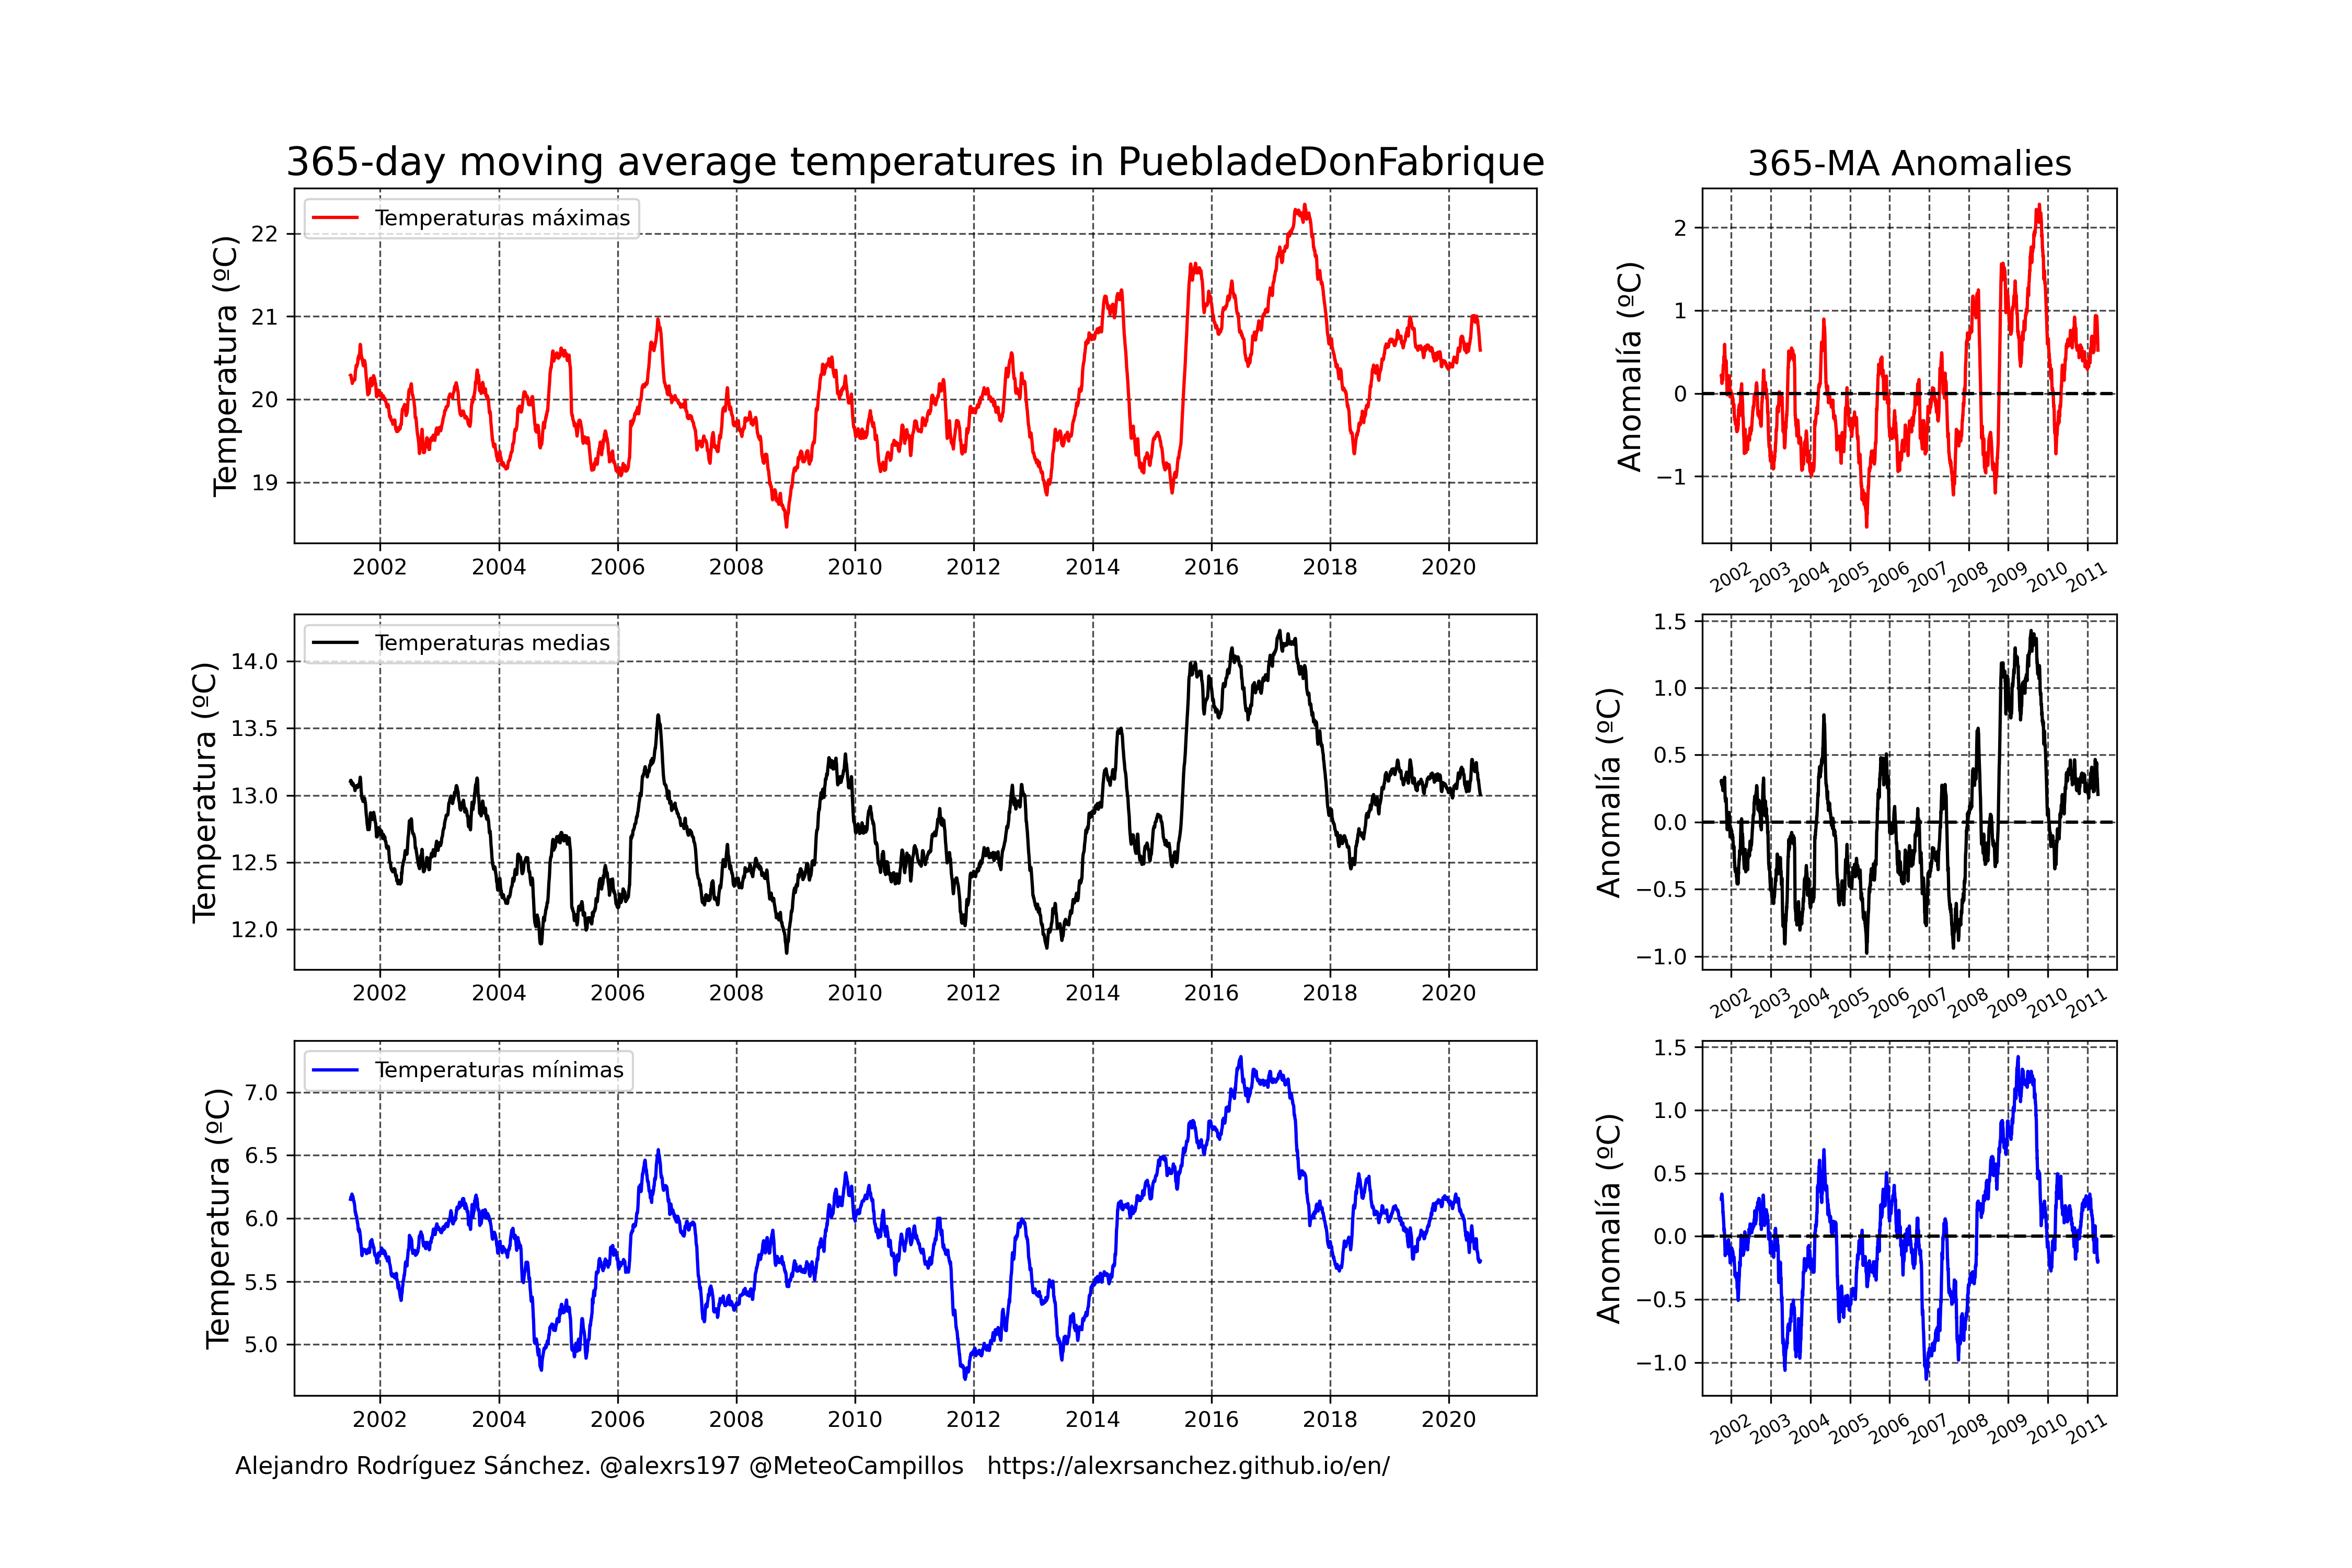 365-day moving average temperatures in PuebladeDonFabrique
365-MA Anomalies
Temperatura (ºC)
22
21
20
19
Temperaturas máximas
2002 2004 2006 2008 2010 2012 2014 2016 2018 2020
Anomalía (ºC)
2
1
0
−1
2002 2003 2004 2005 2006 2007 2008 2009 2010 2011
Temperatura (ºC)
14.0
13.5
13.0
12.5
12.0
Temperaturas medias
2002 2004 2006 2008 2010 2012 2014 2016 2018 2020
Anomalía (ºC)
1.5
1.0
0.5
0.0
−0.5
−1.0
2002 2003 2004 2005 2006 2007 2008 2009 2010 2011
Temperatura (ºC)
7.0
6.5
6.0
5.5
5.0
Temperaturas mínimas
2002 2004 2006 2008 2010 2012 2014 2016 2018 2020
Anomalía (ºC)
1.5
1.0
0.5
0.0
−0.5
−1.0
2002 2003 2004 2005 2006 2007 2008 2009 2010 2011
Alejandro Rodríguez Sánchez. @alexrs197 @MeteoCampillos https://alexrsanchez.github.io/en/